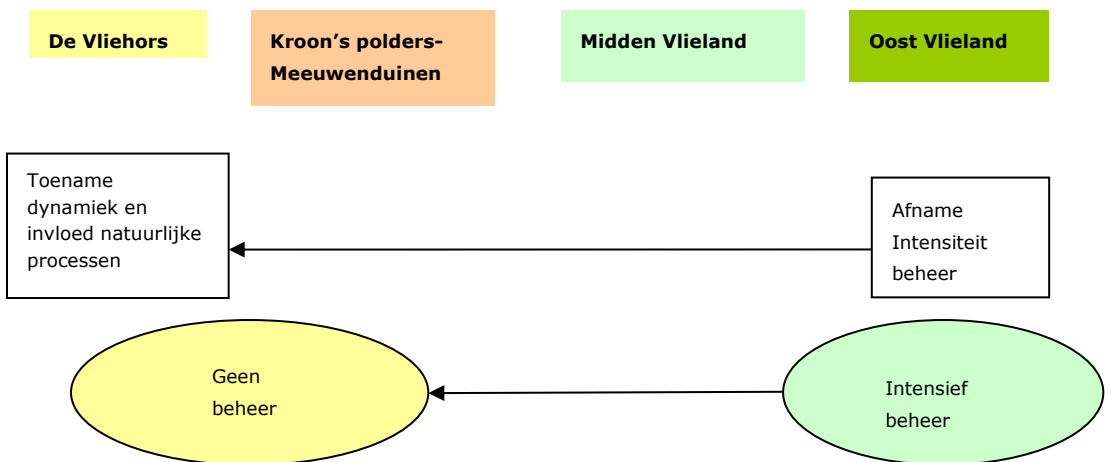 De Vliehors
Kroon's polders-
Meeuwenduinen
Midden Vlieland
Oost Vlieland
Toename
dynamiek en
invloed natuurlijke
processen
Afname
Intensiteit
beheer
Geen
beheer
Intensief
beheer